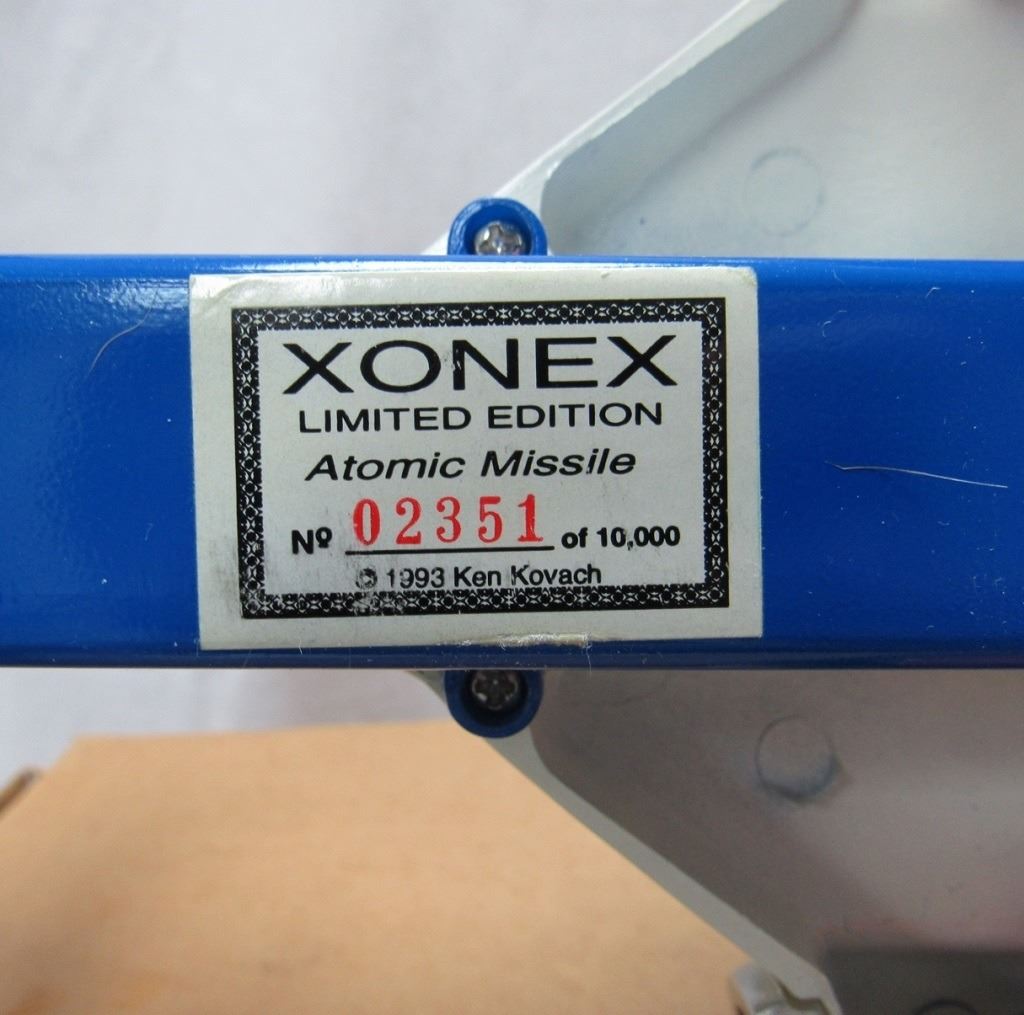 XONEX
LIMITED EDITION
Atomic Missile
Nº 02351 of 10,000
© 1993 Ken Kovach